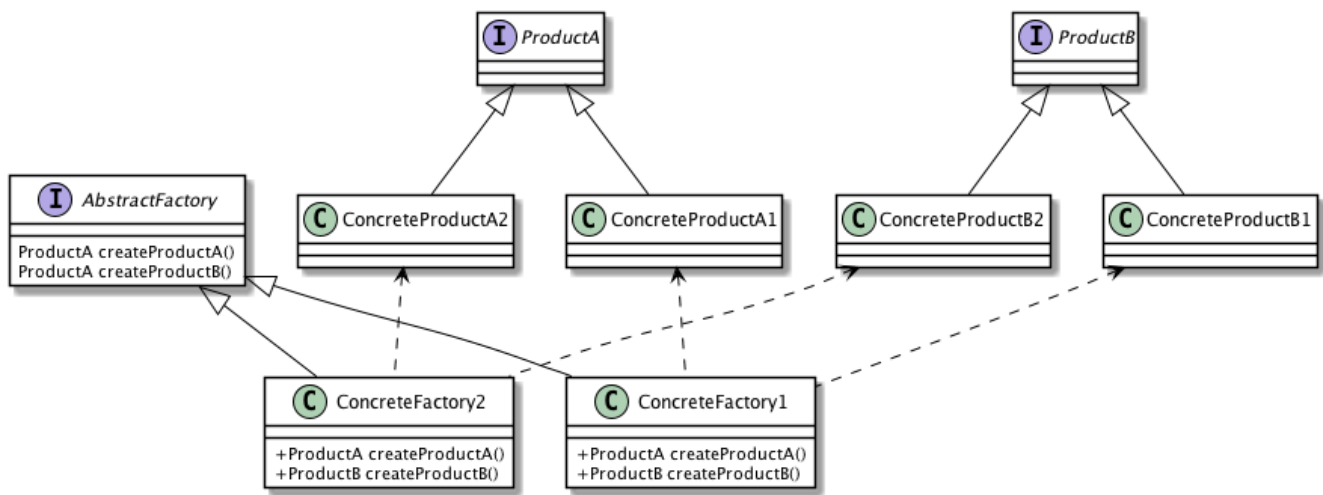 I ProductA
I ProductB
I AbstractFactory
ProductA createProductA()
ProductA createProductB()
C ConcreteProductA2
C ConcreteProductA1
C ConcreteProductB2
C ConcreteProductB1
C ConcreteFactory2
+ProductA createProductA()
+ProductB createProductB()
C ConcreteFactory1
+ProductA createProductA()
+ProductB createProductB()